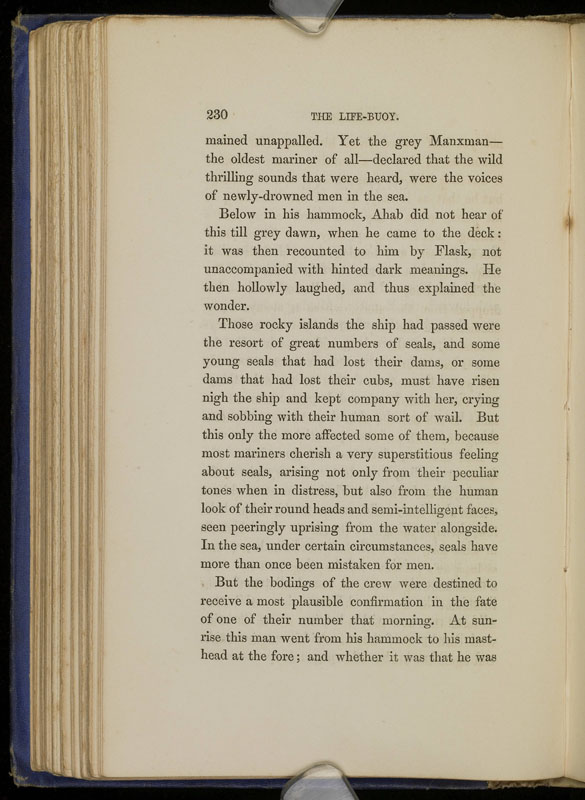 230
THE LIFE-BUOY.
mained unappalled. Yet the grey Manxman—
the oldest mariner of all—declared that the wild
thrilling sounds that were heard, were the voices
of newly-drowned men in the sea.
Below in his hammock, Ahab did not hear of
this till grey dawn, when he came to the deck:
it was then recounted to him by Flask, not
unaccompanied with hinted dark meanings. He
then hollowly laughed, and thus explained the
wonder.
Those rocky islands the ship had passed were
the resort of great numbers of seals, and some
young seals that had lost their dams, or some
dams that had lost their cubs, must have risen
nigh the ship and kept company with her, crying
and sobbing with their human sort of wail. But
this only the more affected some of them, because
most mariners cherish a very superstitious feeling
about seals, arising not only from their peculiar
tones when in distress, but also from the human
look of their round heads and semi-intelligent faces,
seen peeringly uprising from the water alongside.
In the sea, under certain circumstances, seals have
more than once been mistaken for men.
But the bodings of the crew were destined to
receive a most plausible confirmation in the fate
of one of their number that morning. At sun-
rise this man went from his hammock to his mast-
head at the fore; and whether it was that he was